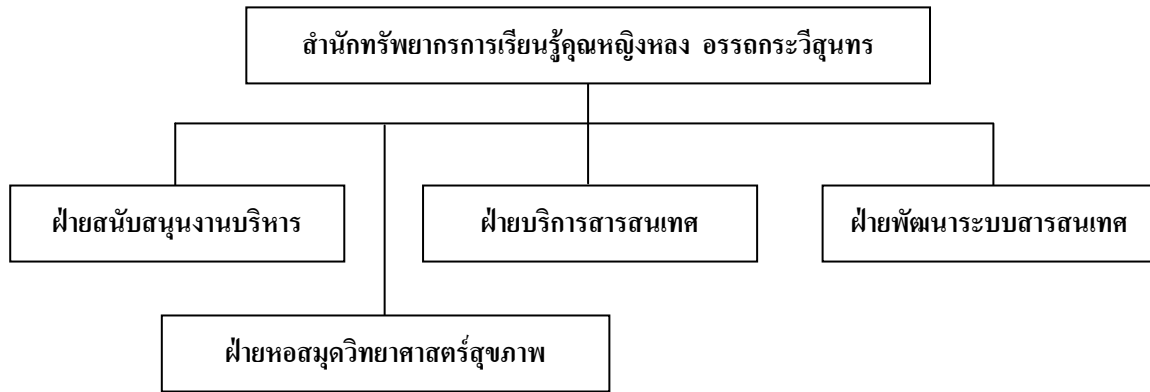 สำนักทรัพยากรการเรียนรู้คุณหญิงหลง อรรถกระวีสุนทร
ฝ่ายสนับสนุนงานบริหาร
ฝ่ายบริการสารสนเทศ
ฝ่ายพัฒนาระบบสารสนเทศ
ฝ่ายหอสมุดวิทยาศาสตร์สุขภาพ